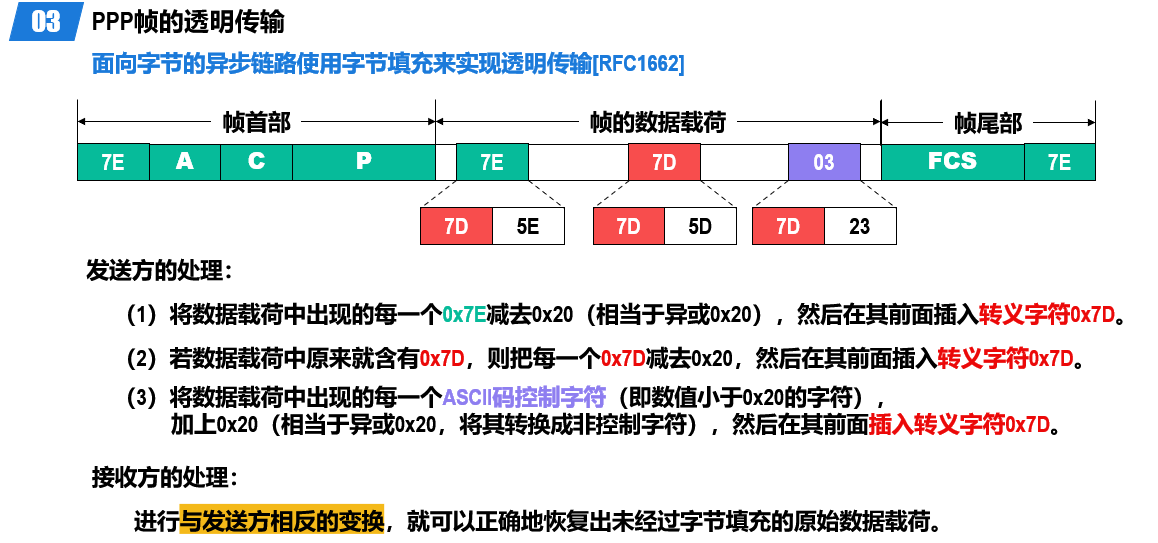 03 PPP帧的透明传输
面向字节的异步链路使用字节填充来实现透明传输[RFC1662]
帧首部 帧的数据载荷 帧尾部
7E A C P 7E 7D 03 FCS 7E
7D 5E 7D 5D 7D 23
发送方的处理：
（1）将数据载荷中出现的每一个0x7E减去0x20（相当于异或0x20），然后在其前面插入转义字符0x7D。
（2）若数据载荷中原来就含有0x7D，则把每一个0x7D减去0x20，然后在其前面插入转义字符0x7D。
（3）将数据载荷中出现的每一个ASCII码控制字符（即数值小于0x20的字符），
加上0x20（相当于异或0x20，将其转换成非控制字符），然后在其前面插入转义字符0x7D。
接收方的处理：
进行与发送方相反的变换，就可以正确地恢复出未经过字节填充的原始数据载荷。